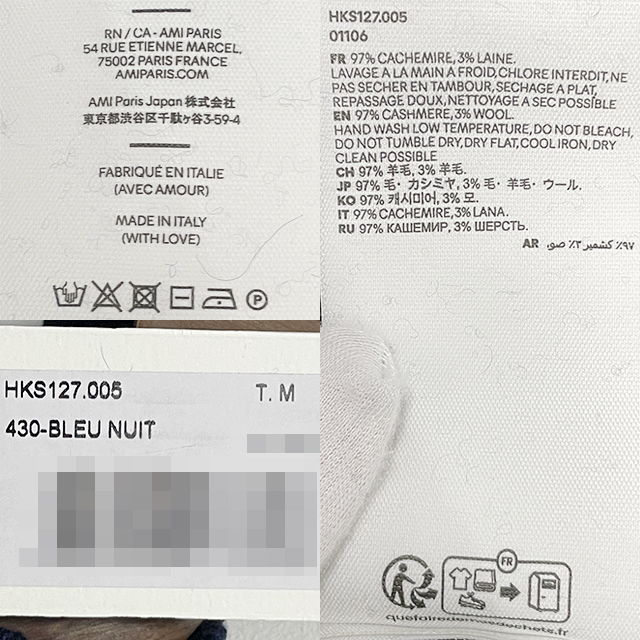 RN / CA - AMI PARIS
54 RUE ETIENNE MARCEL,
75002 PARIS FRANCE
AMIPARIS.COM
AMI Paris Japan 株式会社
東京都渋谷区千駄ヶ谷3-59-4
FABRIQUÉ EN ITALIE
(AVEC AMOUR)
MADE IN ITALY
(WITH LOVE)
P
HKS127.005
T. M
430-BLEU NUIT
HKS127.005
01106
FR 97% CACHEMIRE, 3% LAINE.
LAVAGE A LA MAIN A FROID, CHLORE INTERDIT, NE
PAS SECHER EN TAMBOUR, SECHAGE A PLAT,
REPASSAGE DOUX, NETTOYAGE A SEC POSSIBLE
EN 97% CASHMERE, 3% WOOL.
HAND WASH LOW TEMPERATURE, DO NOT BLEACH,
DO NOT TUMBLE DRY, DRY FLAT, COOL IRON, DRY
CLEAN POSSIBLE
CH 97% 羊毛, 3% 羊毛.
JP 97% 毛・カシミヤ, 3% 毛・羊毛・ウール.
KO 97% 캐시미어, 3% 모.
IT 97% CACHEMIRE, 3% LANA.
RU 97% КАШЕМИР, 3% ШЕРСТЬ.
AR ٩٧٪ كشمير ٣٪ صو.
FR
quefairedemesdechets.fr